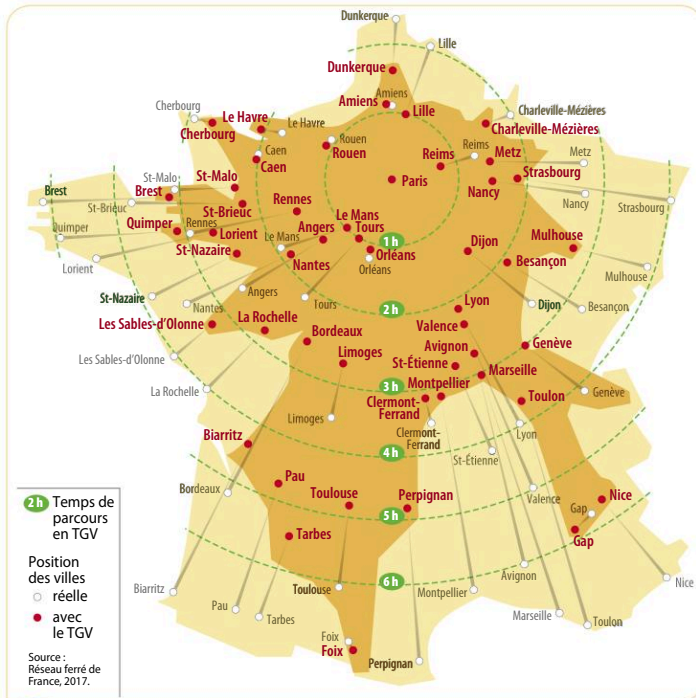 Dunkerque
Lille
Dunkerque
Amiens
Amiens
Lille
Cherbourg
Cherbourg
Le Havre
Le Havre
Charleville-Mézières
Charleville-Mézières
Caen
Caen
Rouen
Rouen
Reims
Reims
Metz
Metz
St-Malo
St-Malo
Paris
Nancy
Strasbourg
Brest
Brest
St-Brieuc
St-Brieuc
Rennes
Nancy
Strasbourg
Quimper
Quimper
Rennes
Lorient
Le Mans
Le Mans
Tours
Angers
1 h
Orléans
Orléans
Dijon
Mulhouse
St-Nazaire
Nantes
Besançon
Lorient
Mulhouse
St-Nazaire
Nantes
Angers
Tours
2 h
Lyon
Dijon
Besançon
Les Sables-d'Olonne
La Rochelle
Bordeaux
Valence
Avignon
Genève
Les Sables-d'Olonne
Limoges
St-Étienne
Marseille
La Rochelle
3 h
Montpellier
Genève
Clermont-
Ferrand
Toulon
Limoges
Clermont-
Ferrand
Lyon
Biarritz
4 h
St-Étienne
Bordeaux
Pau
Toulouse
Perpignan
Valence
Nice
Gap
Gap
5 h
Tarbes
6 h
Avignon
Biarritz
Toulouse
Montpellier
Nice
Pau
Tarbes
Marseille
Toulon
Foix
Foix
Perpignan
2 h Temps de
parcours
en TGV
Position
des villes
réelle
avec
le TGV
Source :
Réseau ferré de
France, 2017.